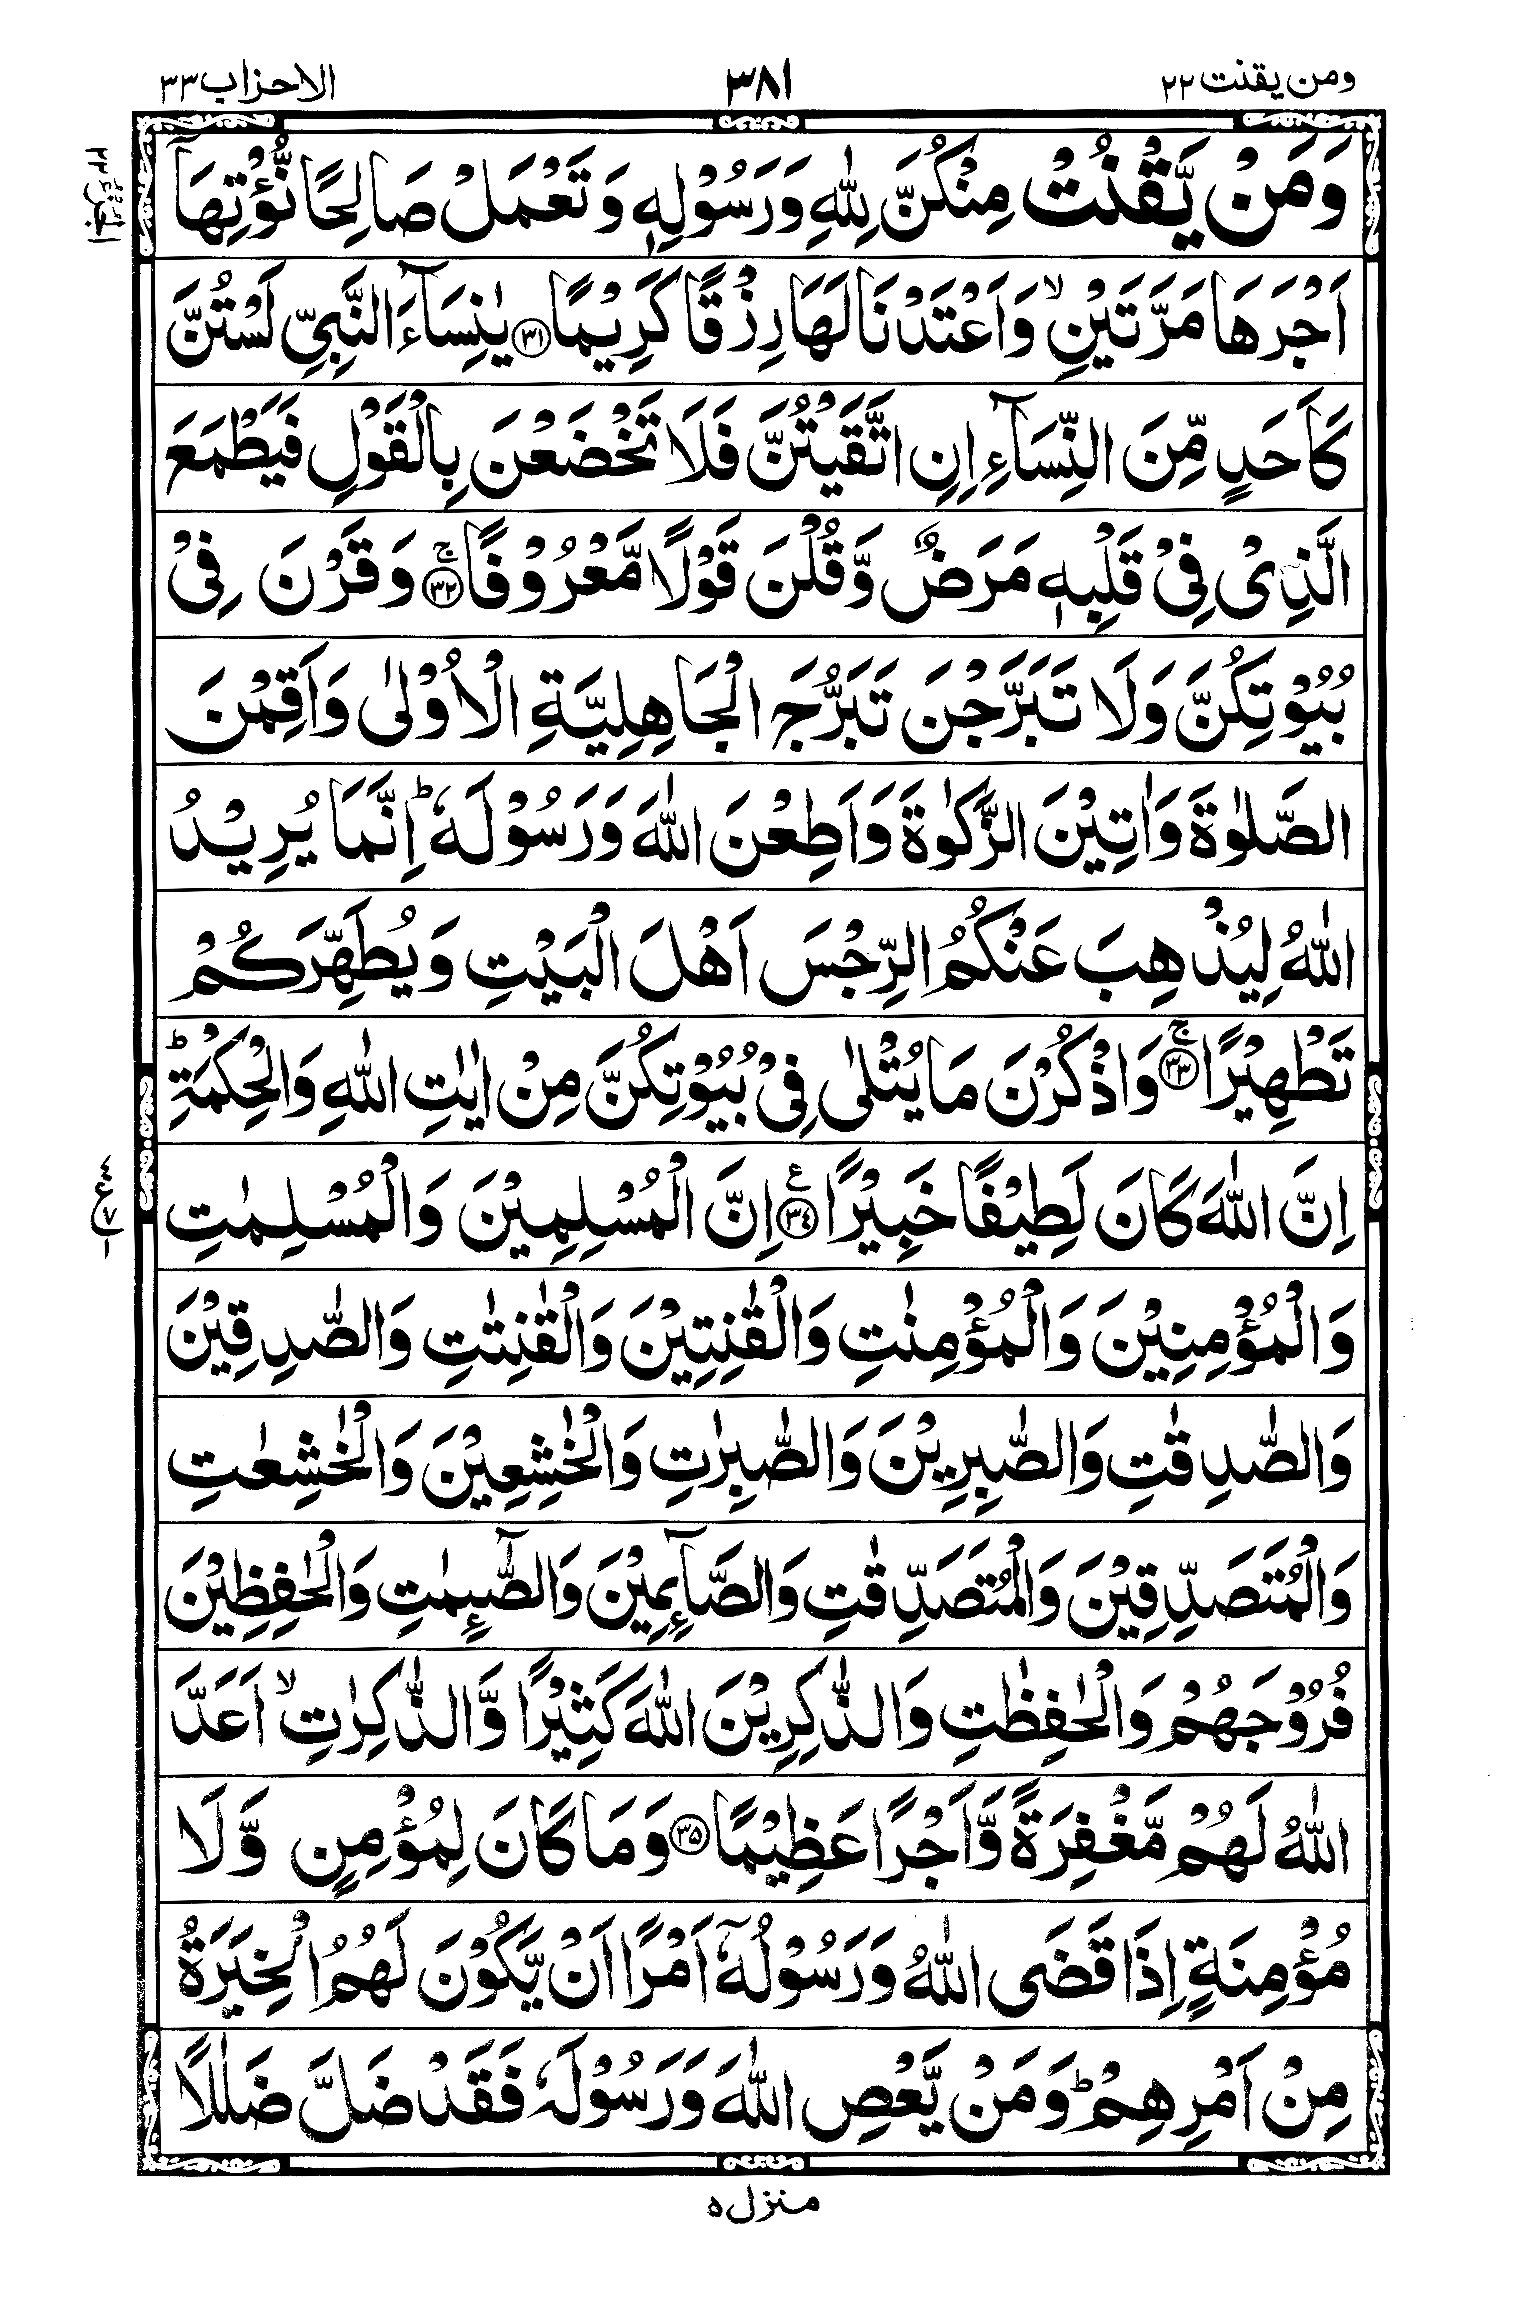 ومن يقنت ٢٢ ٣٨١ الاحزاب ٣٣
وَمَنْ يَّقْنُتْ مِنْكُنَّ لِلّٰهِ وَرَسُوْلِهٖ وَتَعْمَلْ صَالِحًا نُّؤْتِهَآ
اَجْرَهَا مَرَّتَيْنِ ۙ وَاَعْتَدْنَا لَهَا رِزْقًا كَرِيْمًا ﴿٣١﴾ يٰنِسَآءَ النَّبِيِّ لَسْتُنَّ
كَاَحَدٍ مِّنَ النِّسَآءِ اِنِ اتَّقَيْتُنَّ فَلَا تَخْضَعْنَ بِالْقَوْلِ فَيَطْمَعَ
الَّذِيْ فِيْ قَلْبِهٖ مَرَضٌ وَّقُلْنَ قَوْلًا مَّعْرُوْفًا ﴿٣٢﴾ ۚ وَقَرْنَ فِيْ
بُيُوْتِكُنَّ وَلَا تَبَرَّجْنَ تَبَرُّجَ الْجَاهِلِيَّةِ الْاُوْلٰى وَاَقِمْنَ
الصَّلٰوةَ وَاٰتِيْنَ الزَّكٰوةَ وَاَطِعْنَ اللّٰهَ وَرَسُوْلَهٗ ؕ اِنَّمَا يُرِيْدُ
اللّٰهُ لِيُذْهِبَ عَنْكُمُ الرِّجْسَ اَهْلَ الْبَيْتِ وَيُطَهِّرَكُمْ
تَطْهِيْرًا ﴿٣٣﴾ ۚ وَاذْكُرْنَ مَا يُتْلٰى فِيْ بُيُوْتِكُنَّ مِنْ اٰيٰتِ اللّٰهِ وَالْحِكْمَةِ ؕ
اِنَّ اللّٰهَ كَانَ لَطِيْفًا خَبِيْرًا ﴿٣٤﴾ ع اِنَّ الْمُسْلِمِيْنَ وَالْمُسْلِمٰتِ
وَالْمُؤْمِنِيْنَ وَالْمُؤْمِنٰتِ وَالْقٰنِتِيْنَ وَالْقٰنِتٰتِ وَالصّٰدِقِيْنَ
وَالصّٰدِقٰتِ وَالصّٰبِرِيْنَ وَالصّٰبِرٰتِ وَالْخٰشِعِيْنَ وَالْخٰشِعٰتِ
وَالْمُتَصَدِّقِيْنَ وَالْمُتَصَدِّقٰتِ وَالصَّآئِمِيْنَ وَالصّٰٓئِمٰتِ وَالْحٰفِظِيْنَ
فُرُوْجَهُمْ وَالْحٰفِظٰتِ وَالذّٰكِرِيْنَ اللّٰهَ كَثِيْرًا وَّالذّٰكِرٰتِ ۙ اَعَدَّ
اللّٰهُ لَهُمْ مَّغْفِرَةً وَّاَجْرًا عَظِيْمًا ﴿٣٥﴾ وَمَا كَانَ لِمُؤْمِنٍ وَّلَا
مُؤْمِنَةٍ اِذَا قَضَى اللّٰهُ وَرَسُوْلُهٗٓ اَمْرًا اَنْ يَّكُوْنَ لَهُمُ الْخِيَرَةُ
مِنْ اَمْرِهِمْ ؕ وَمَنْ يَّعْصِ اللّٰهَ وَرَسُوْلَهٗ فَقَدْ ضَلَّ ضَلٰلًا
منزل ٥